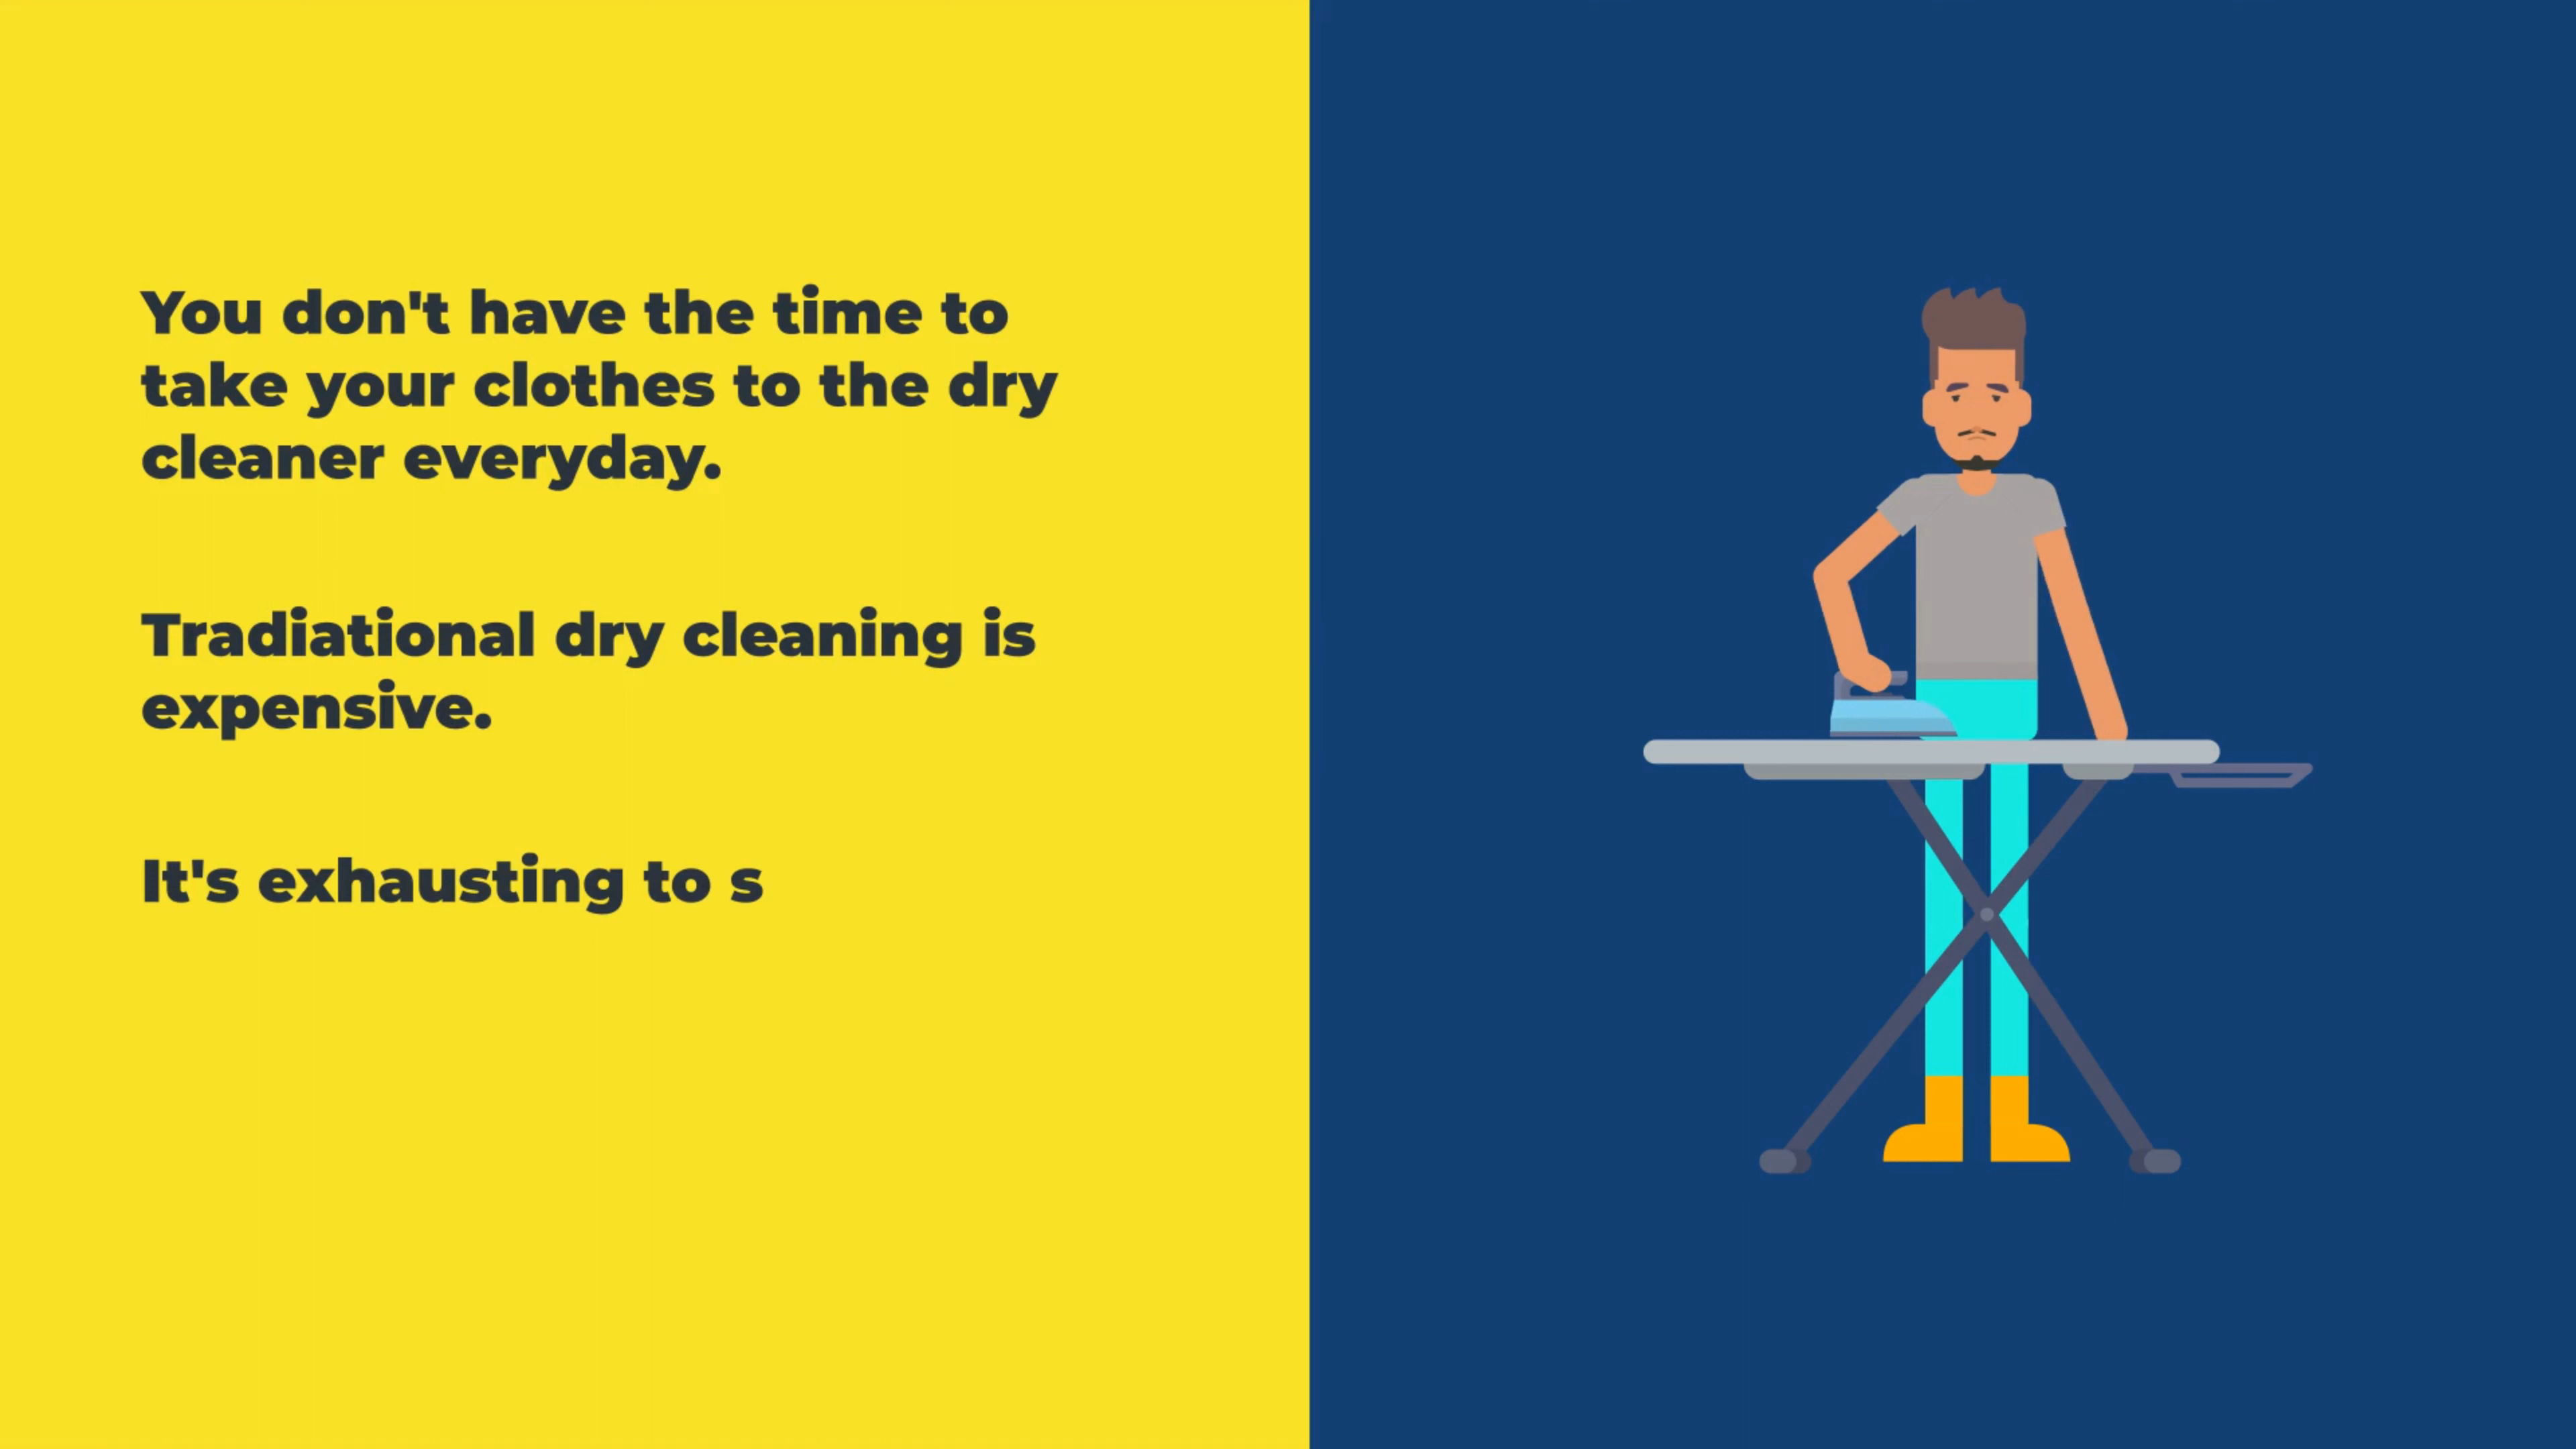 You don't have the time to
take your clothes to the dry
cleaner everyday.
Tradiational dry cleaning is
expensive.
It's exhausting to s